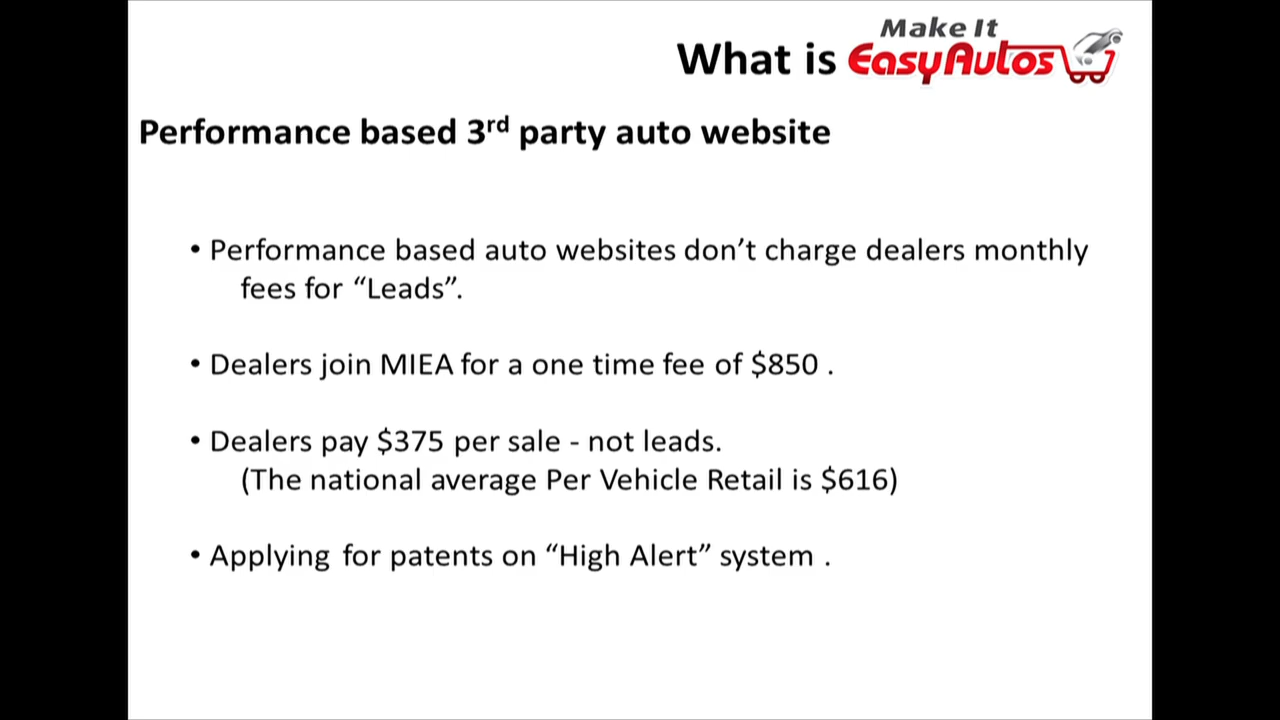 Make It
What is EasyAutos
Performance based 3rd party auto website
• Performance based auto websites don’t charge dealers monthly
fees for “Leads”.
• Dealers join MIEA for a one time fee of $850 .
• Dealers pay $375 per sale - not leads.
(The national average Per Vehicle Retail is $616)
• Applying for patents on “High Alert” system .